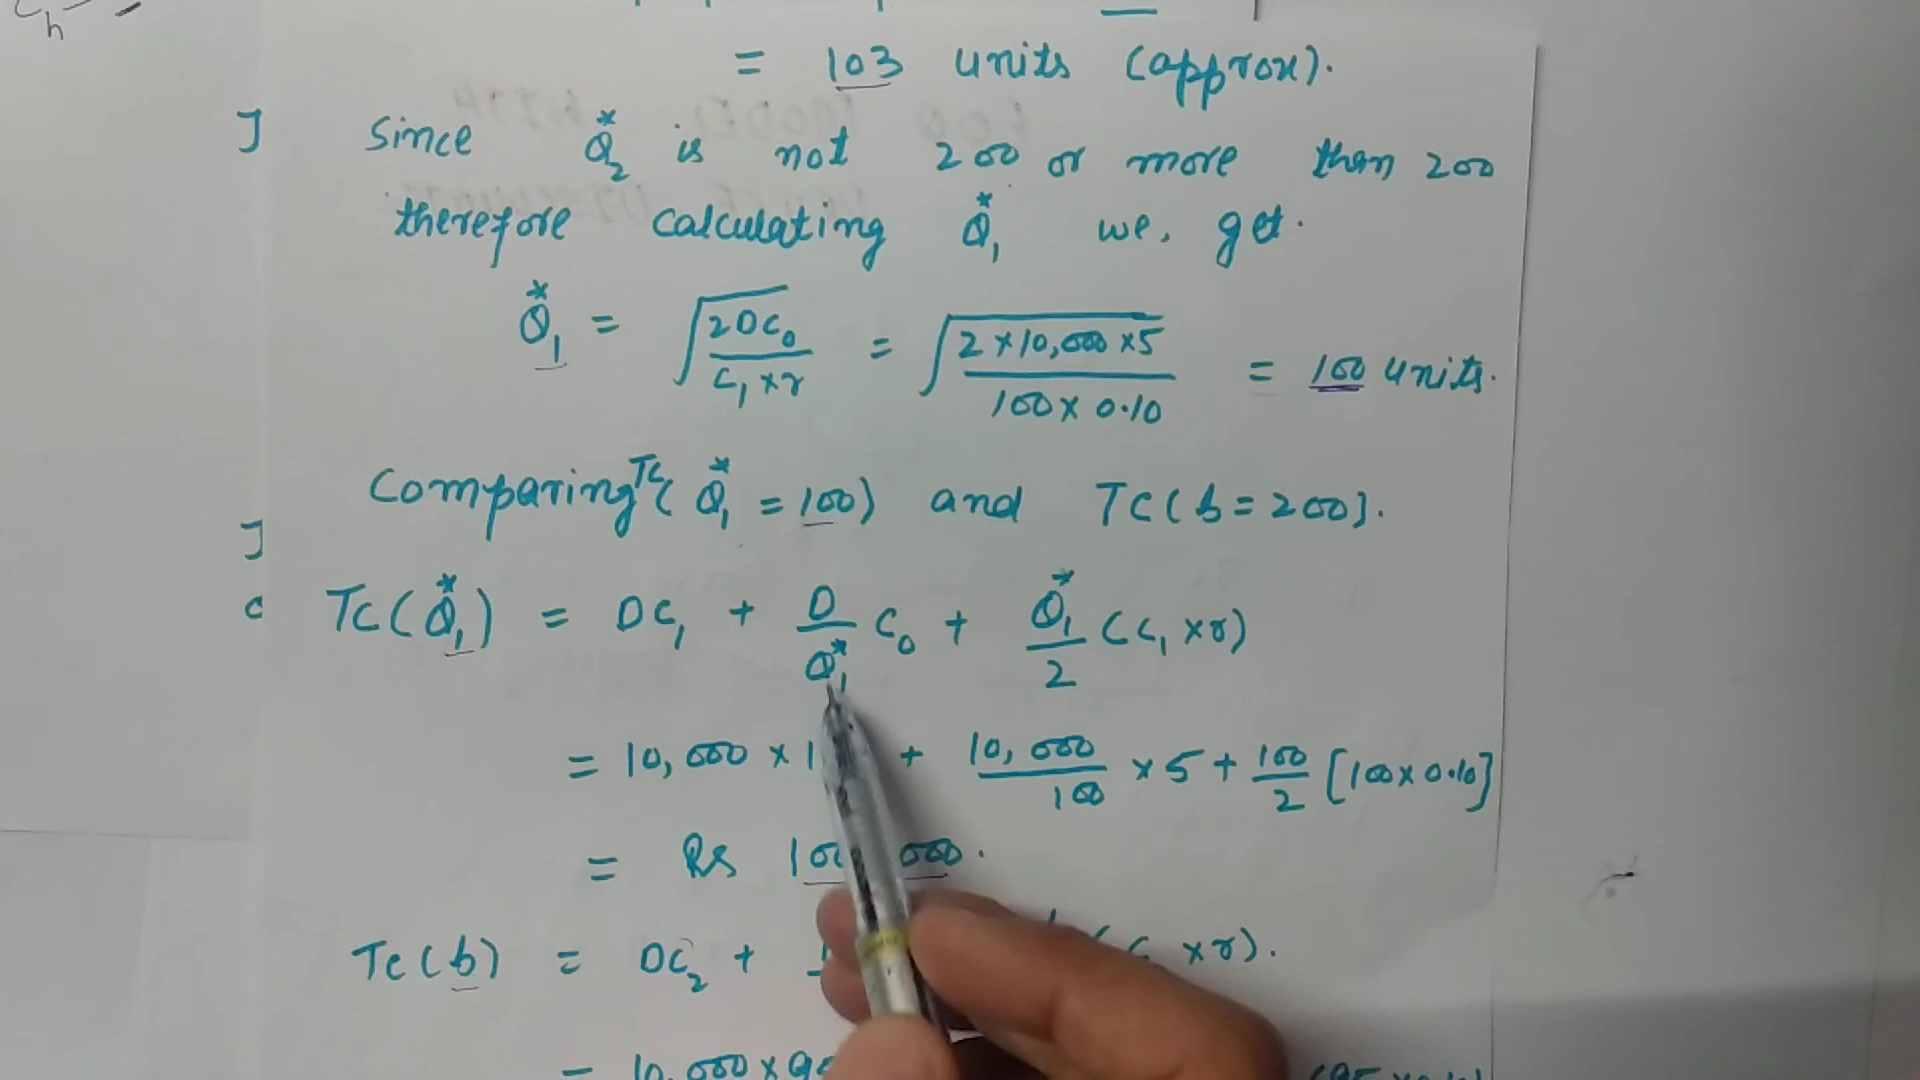 = 103 units (approx).
Since Q2* is not 200 or more than 200
therefore calculating Q1* we, get.
Q1* = √(2DC0 / C1×r) = √(2×10,000×5 / 100×0.10) = 100 units.
Comparing TC(Q1* = 100) and TC(b=200).
TC(Q1*) = DC1 + D/Q1* C0 + Q1*/2 (C1×r)
= 10,000 × 1 + 10,000/100 ×5 + 100/2 [100×0.10]
= Rs
TC(b) = DC2 + ×r).
= 10,000×